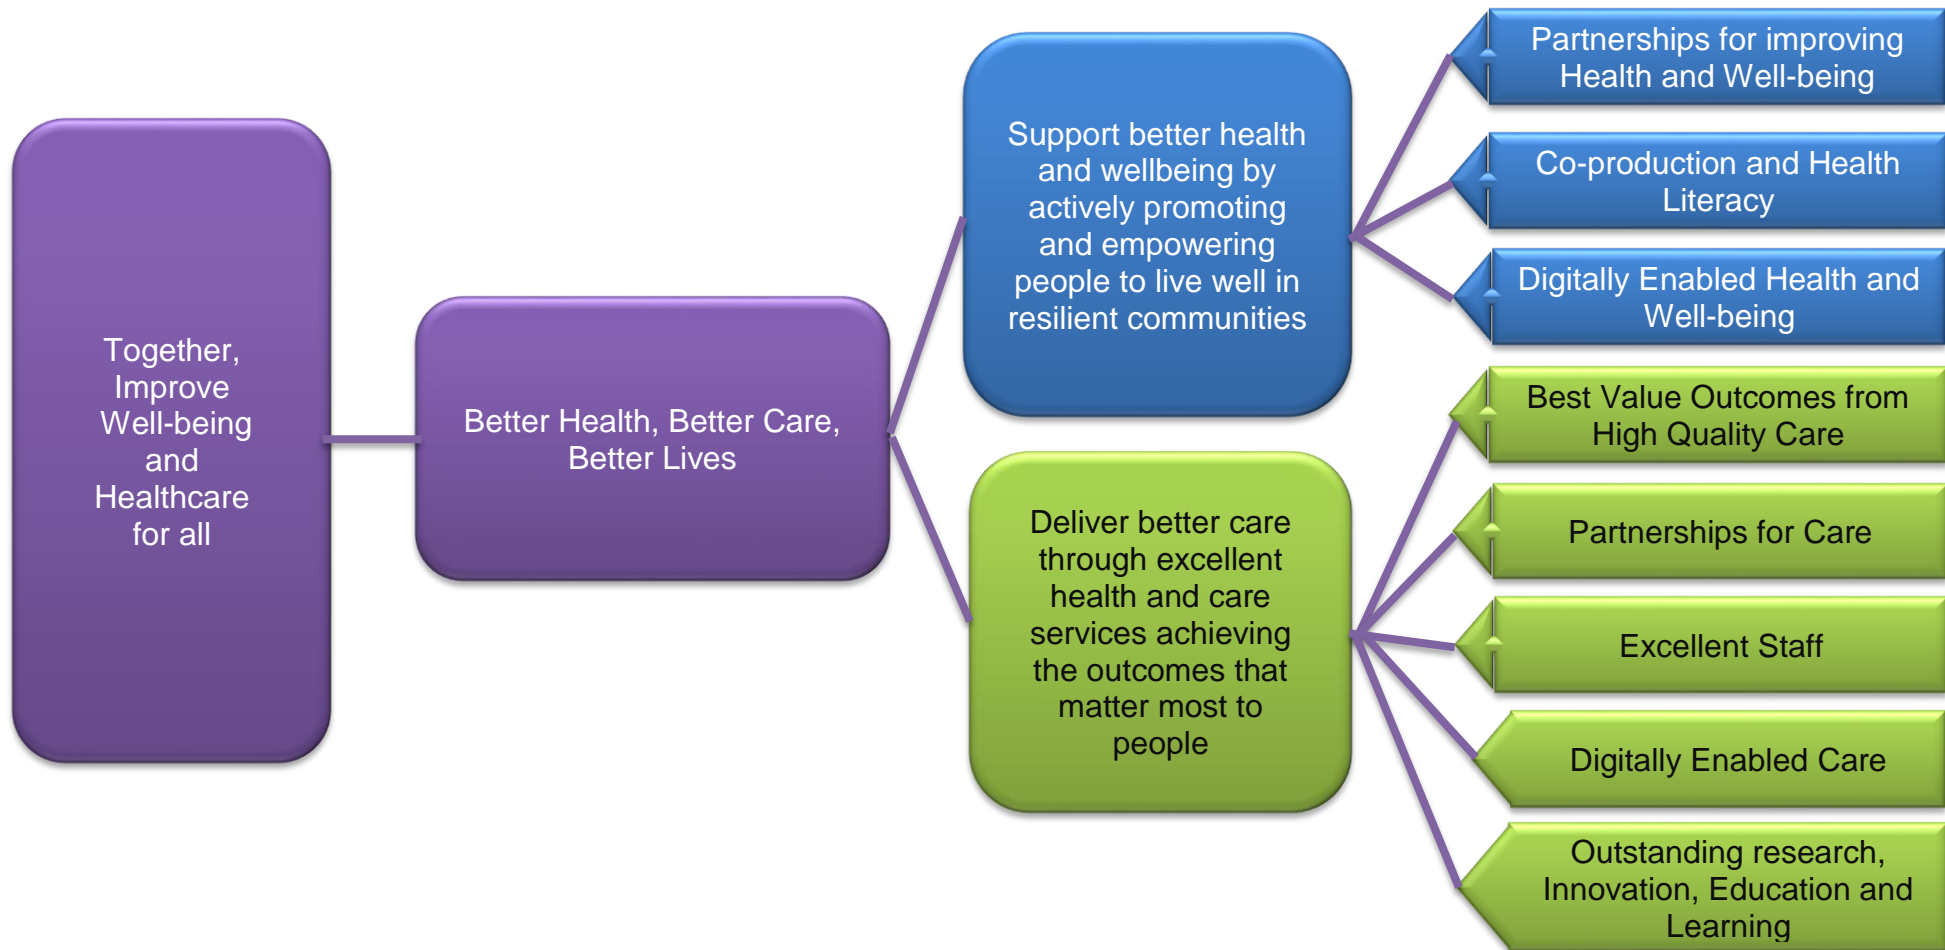 Together,
Improve
Well-being
and
Healthcare
for all
Better Health, Better Care,
Better Lives
Support better health
and wellbeing by
actively promoting
and empowering
people to live well in
resilient communities
Deliver better care
through excellent
health and care
services achieving
the outcomes that
matter most to
people
Partnerships for improving
Health and Well-being
Co-production and Health
Literacy
Digitally Enabled Health and
Well-being
Best Value Outcomes from
High Quality Care
Partnerships for Care
Excellent Staff
Digitally Enabled Care
Outstanding research,
Innovation, Education and
Learning